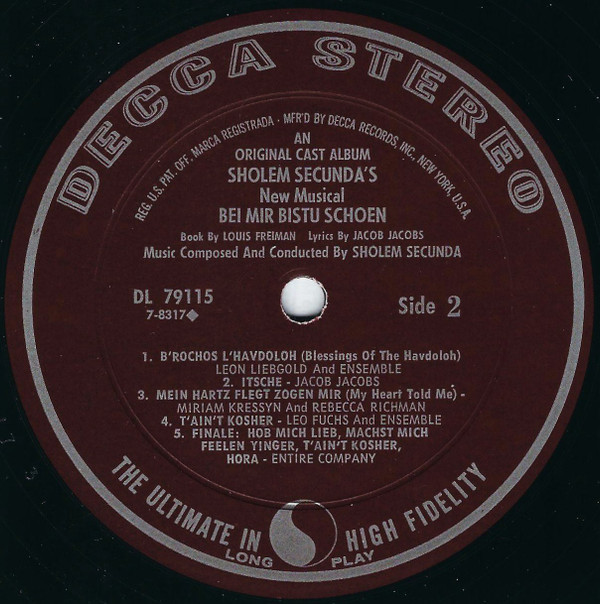 DECCA STEREO
REG. U.S. PAT. OFF. MARCA REGISTRADA · MFR'D BY DECCA RECORDS, INC., NEW YORK, U.S.A.
AN
ORIGINAL CAST ALBUM
SHOLEM SECUNDA'S
New Musical
BEI MIR BISTU SCHOEN
Book By LOUIS FREIMAN Lyrics By JACOB JACOBS
Music Composed And Conducted By SHOLEM SECUNDA
DL 79115
7-8317◆
Side 2
1. B'ROCHOS L'HAVDOLOH (Blessings Of The Havdoloh)
LEON LIEBGOLD And ENSEMBLE
2. ITSCHE - JACOB JACOBS
3. MEIN HARTZ FLEGT ZOGEN MIR (My Heart Told Me) -
MIRIAM KRESSYN And REBECCA RICHMAN
4. T'AIN'T KOSHER - LEO FUCHS And ENSEMBLE
5. FINALE: HOB MICH LIEB, MACHST MICH
FEELEN YINGER, T'AIN'T KOSHER,
HORA - ENTIRE COMPANY
THE ULTIMATE IN HIGH FIDELITY
LONG PLAY